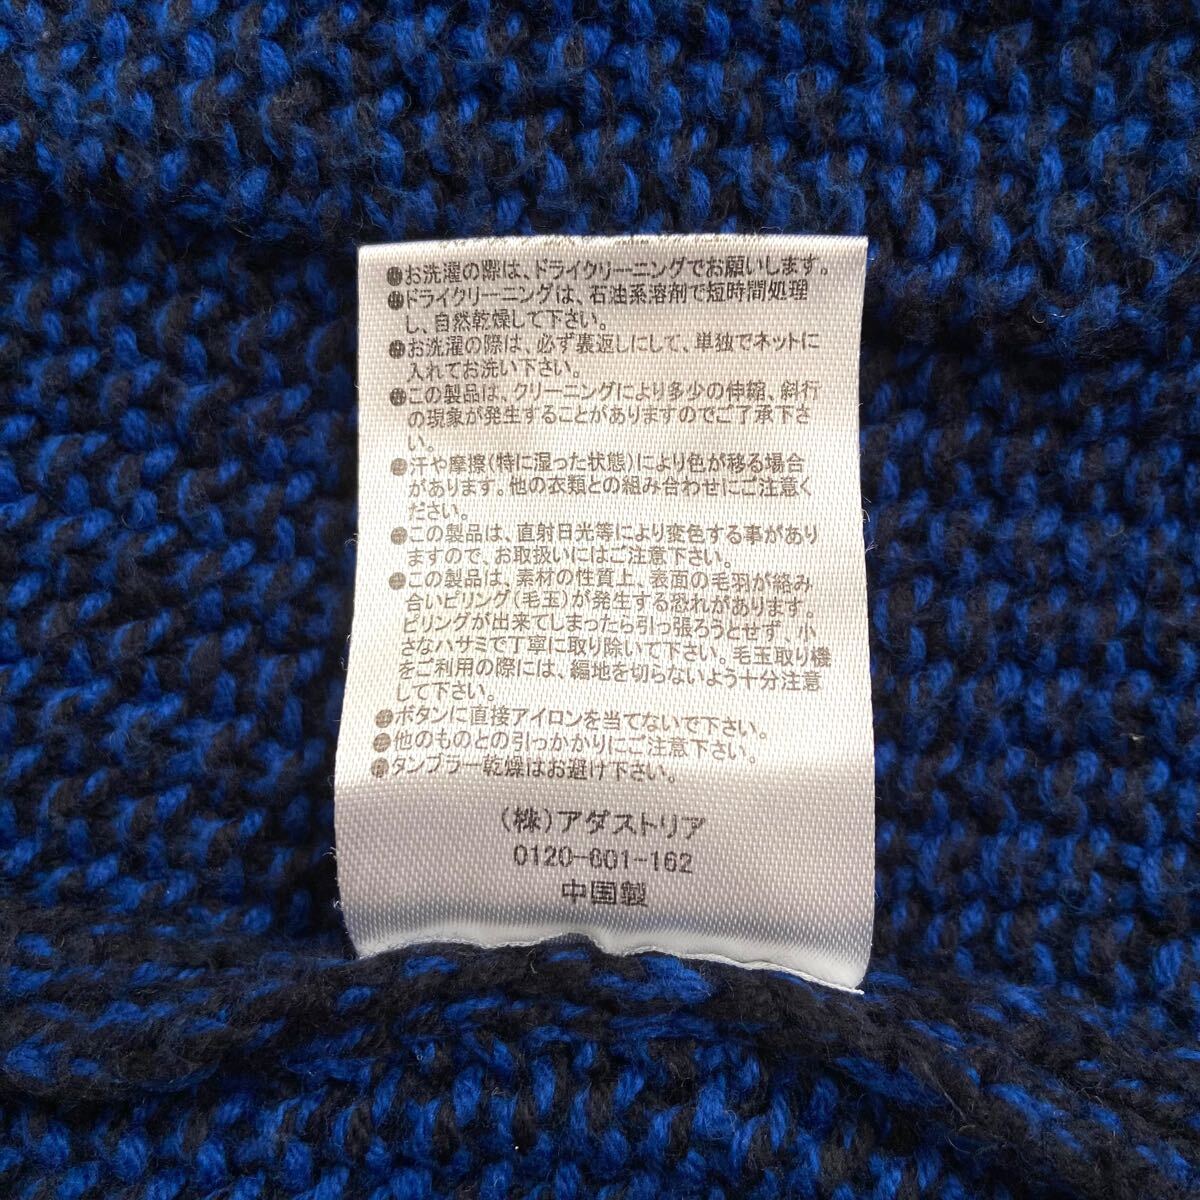 ●お洗濯の際は、ドライクリーニングでお願いします。
●ドライクリーニングは、石油系溶剤で短時間処理
し、自然乾燥して下さい。
●お洗濯の際は、必ず裏返しにして、単独でネットに
入れてお洗い下さい。
●この製品は、クリーニングにより多少の伸縮、斜行
の現象が発生することがありますのでご了承下さ
い。
●汗や摩擦(特に湿った状態)により色が移る場合
があります。他の衣類との組み合わせにご注意く
ださい。
●この製品は、直射日光等により変色する事があり
ますので、お取扱いにはご注意下さい。
●この製品は、素材の性質上、表面の毛羽が絡み
合いピリング(毛玉)が発生する恐れがあります。
ピリングが出来てしまったら引っ張ろうとせず、小
さなハサミで丁寧に取り除いて下さい。毛玉取り機
をご利用の際には、編地を切らないよう十分注意
して下さい。
●ボタンに直接アイロンを当てないで下さい。
●他のものとの引っかかりにご注意下さい。
●タンブラー乾燥はお避け下さい。
(株)アダストリア
0120-601-162
中国製